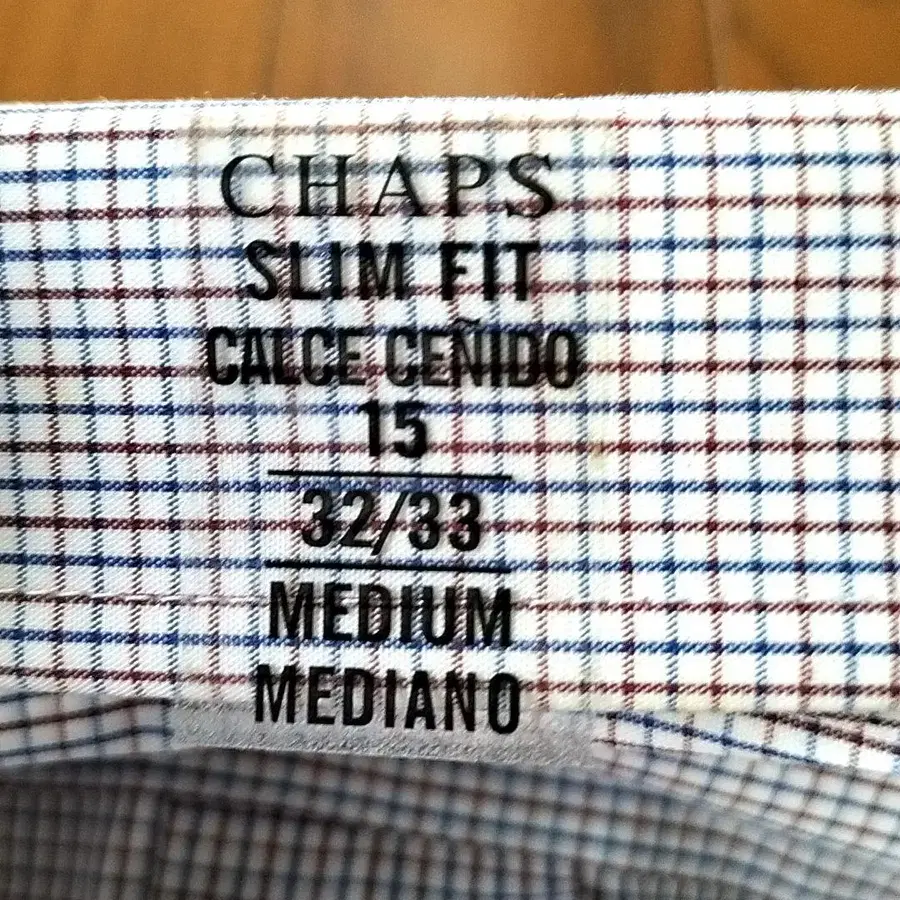 CHAPS
SLIM FIT
CALCE CEÑIDO
15
32/33
MEDIUM
MEDIANO